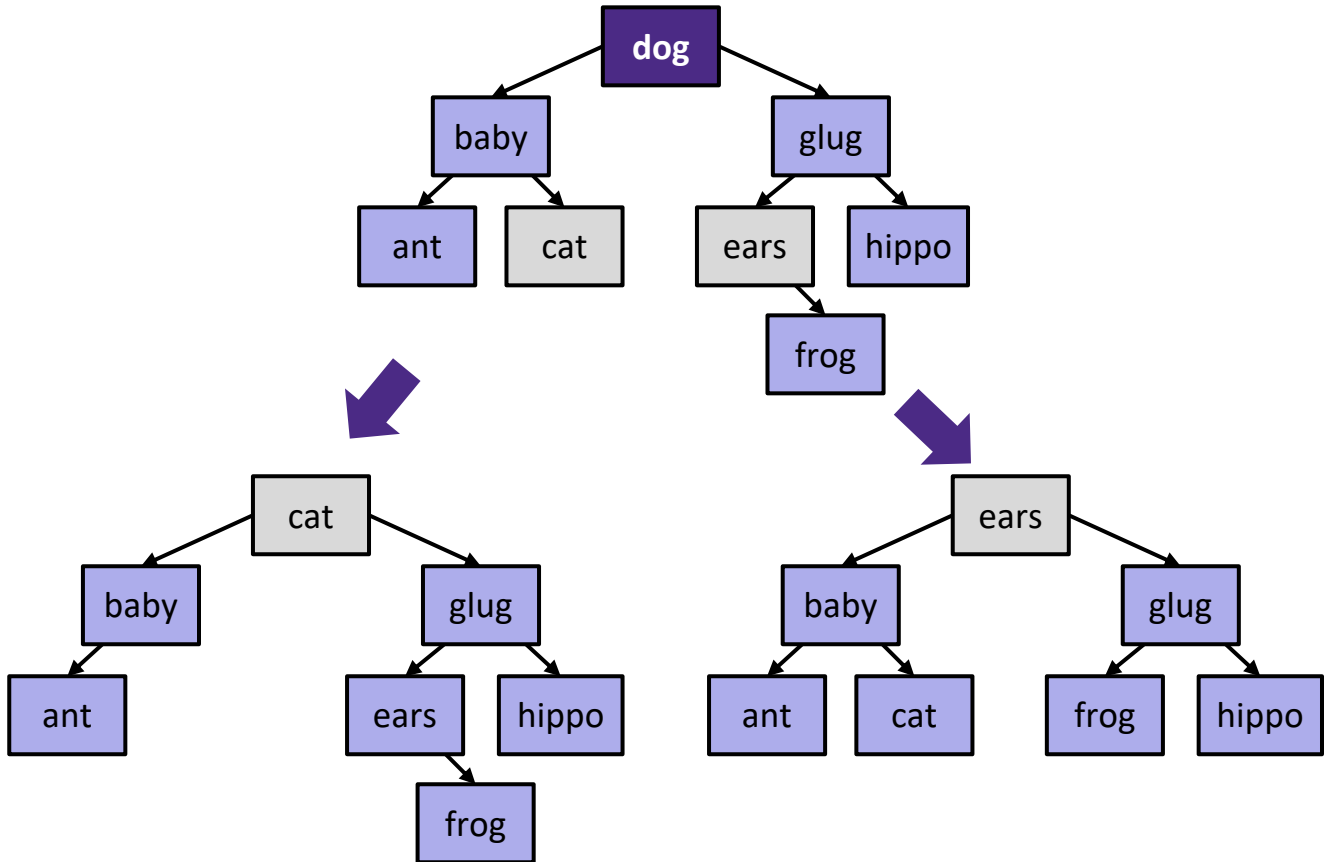 dog
baby
glug
ant
cat
ears
hippo
frog
cat
baby
glug
ant
ears
hippo
frog
ears
baby
glug
ant
cat
frog
hippo